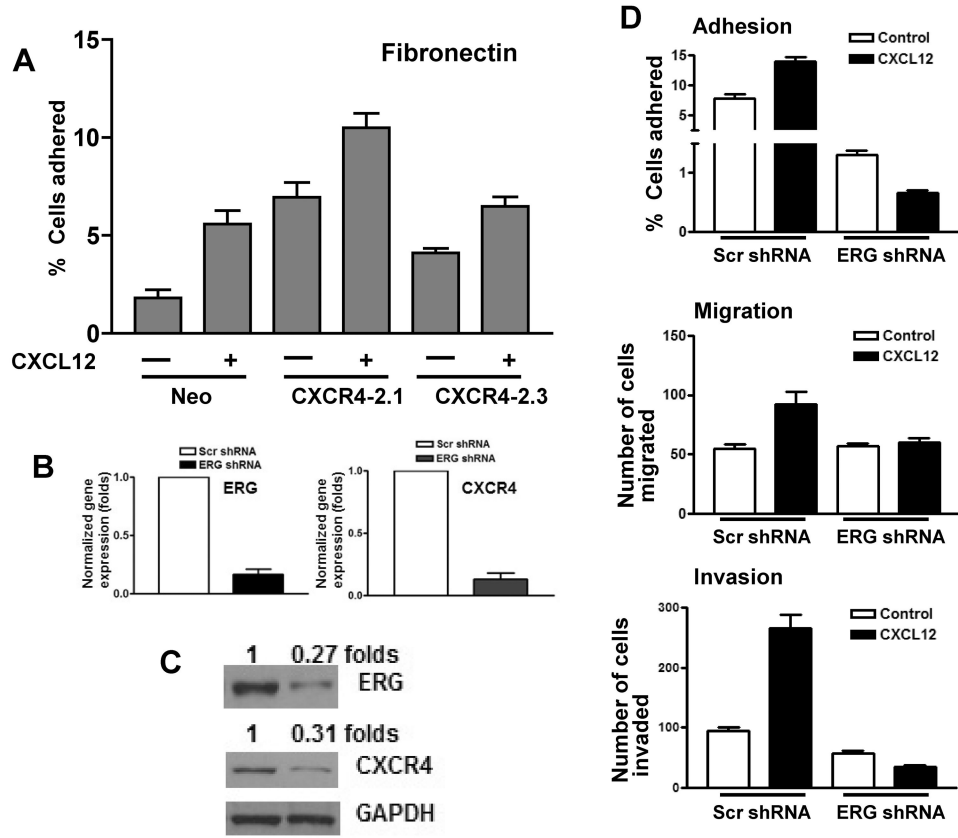 A
Fibronectin
% Cells adhered
15
10
5
0
CXCL12 — + — + — +
Neo CXCR4-2.1 CXCR4-2.3
B
Scr shRNA
ERG shRNA
ERG
Normalized gene
expression (folds)
1.0
0.5
0.0
Scr shRNA
ERG shRNA
CXCR4
Normalized gene
expression (folds)
1.0
0.5
0.0
C
1 0.27 folds
ERG
1 0.31 folds
CXCR4
GAPDH
D
Adhesion
Control
CXCL12
% Cells adhered
15
10
5
1
0
Scr shRNA ERG shRNA
Migration
Control
CXCL12
Number of cells
migrated
150
100
50
0
Scr shRNA ERG shRNA
Invasion
Control
CXCL12
Number of cells
invaded
300
200
100
0
Scr shRNA ERG shRNA